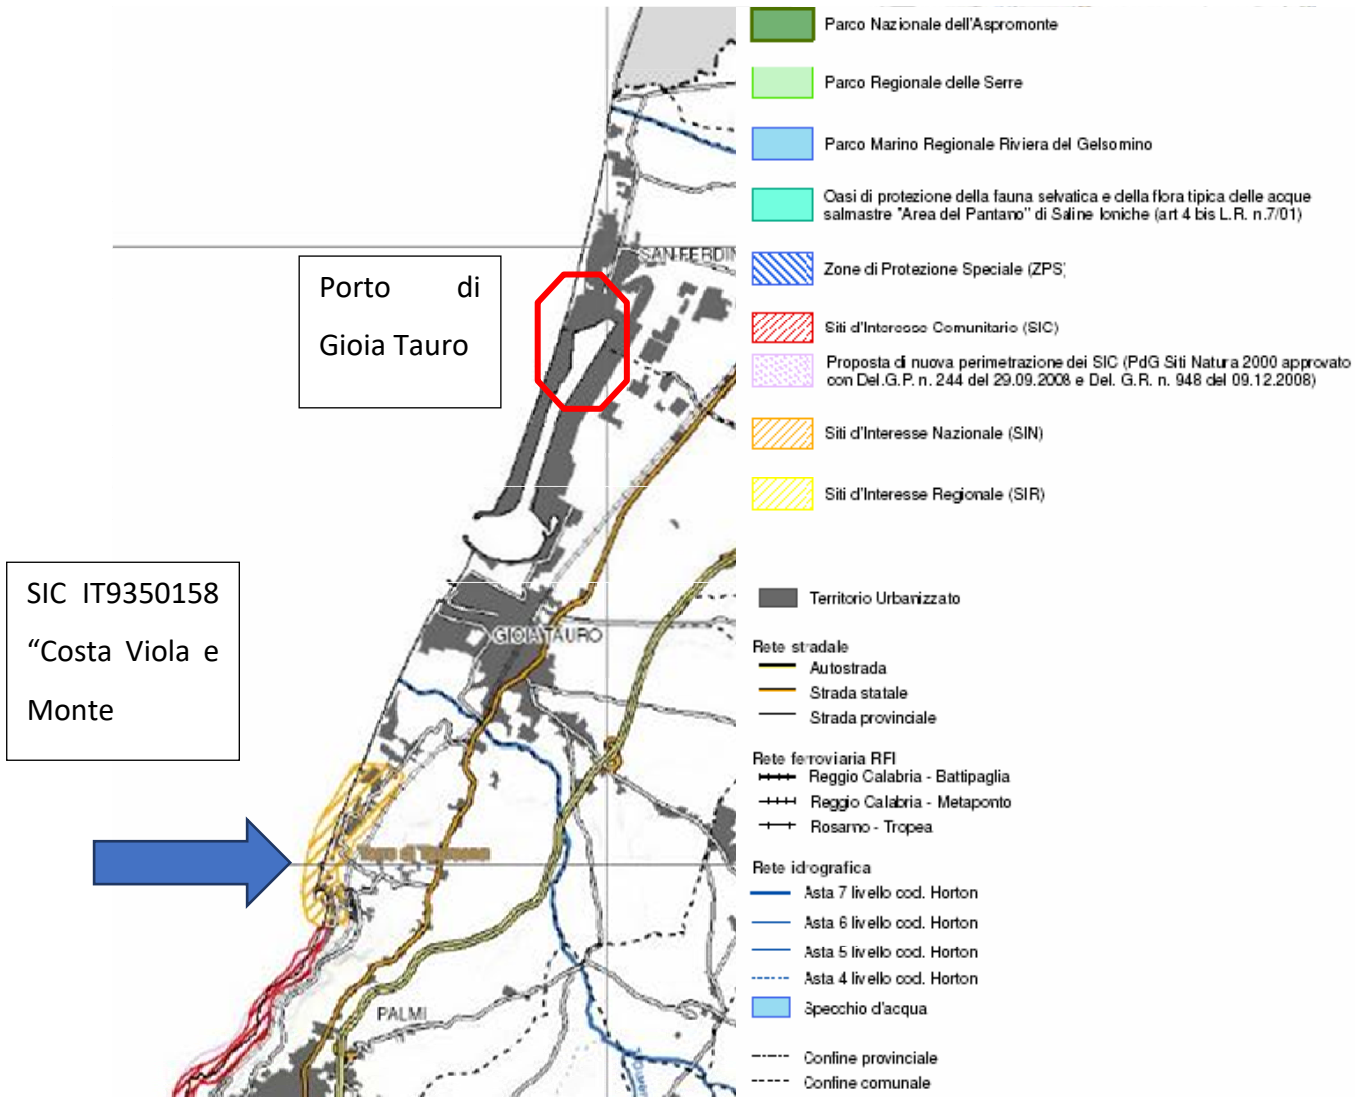 Porto di
Gioia Tauro
SIC IT9350158
“Costa Viola e
Monte
SAN FERDIN
GIOIA TAURO
PALMI
Parco Nazionale dell'Aspromonte
Parco Regionale delle Serre
Parco Marino Regionale Riviera del Gelsomino
Oasi di protezione della fauna selvatica e della flora tipica delle acque
salmastre "Area del Pantano" di Saline Ioniche (art 4 bis L.R. n.7/01)
Zone di Protezione Speciale (ZPS)
Siti d'Interesse Comunitario (SIC)
Proposta di nuova perimetrazione dei SIC (PdG Siti Natura 2000 approvato
con Del.G.P. n. 244 del 29.09.2008 e Del. G.R. n. 948 del 09.12.2008)
Siti d'Interesse Nazionale (SIN)
Siti d'Interesse Regionale (SIR)
Territorio Urbanizzato
Rete stradale
Autostrada
Strada statale
Strada provinciale
Rete ferroviaria RFI
Reggio Calabria - Battipaglia
Reggio Calabria - Metaponto
Rosarno - Tropea
Rete idrografica
Asta 7 livello cod. Horton
Asta 6 livello cod. Horton
Asta 5 livello cod. Horton
Asta 4 livello cod. Horton
Specchio d'acqua
Confine provinciale
Confine comunale